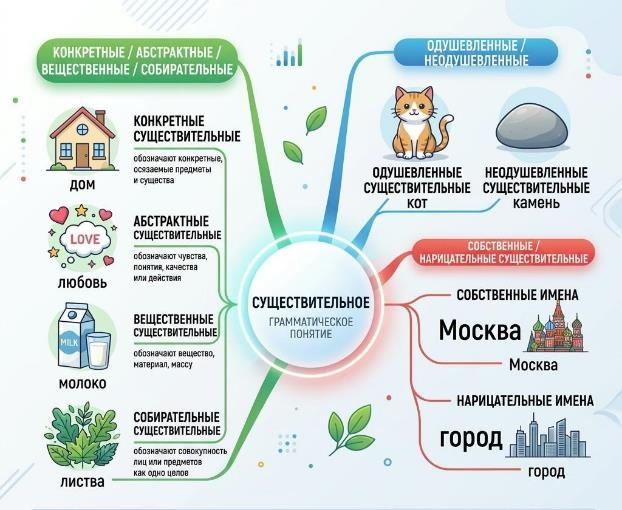 КОНКРЕТНЫЕ / АБСТРАКТНЫЕ /
ВЕЩЕСТВЕННЫЕ / СОБИРАТЕЛЬНЫЕ
КОНКРЕТНЫЕ
СУЩЕСТВИТЕЛЬНЫЕ
обозначают конкретные,
осязаемые предметы
и существа
ДОМ
АБСТРАКТНЫЕ
СУЩЕСТВИТЕЛЬНЫЕ
обозначают чувства,
понятия, качества
или действия
LOVE
ЛЮБОВЬ
ВЕЩЕСТВЕННЫЕ
СУЩЕСТВИТЕЛЬНЫЕ
обозначают вещество,
материал, массу
MILK
МОЛОКО
СОБИРАТЕЛЬНЫЕ
СУЩЕСТВИТЕЛЬНЫЕ
обозначают совокупность
лиц или предметов
как одно целов
ЛИСТВА
СУЩЕСТВИТЕЛЬНОЕ
ГРАММАТИЧЕСКОЕ
ПОНЯТИЕ
ОДУШЕВЛЕННЫЕ /
НЕОДУШЕВЛЕННЫЕ
ОДУШЕВЛЕННЫЕ
СУЩЕСТВИТЕЛЬНЫЕ
КОТ
НЕОДУШЕВЛЕННЫЕ
СУЩЕСТВИТЕЛЬНЫЕ
камень
СОБСТВЕННЫЕ /
НАРИЦАТЕЛЬНЫЕ СУЩЕСТВИТЕЛЬНЫЕ
СОБСТВЕННЫЕ ИМЕНА
Москва
Москва
НАРИЦАТЕЛЬНЫЕ ИМЕНА
город
город